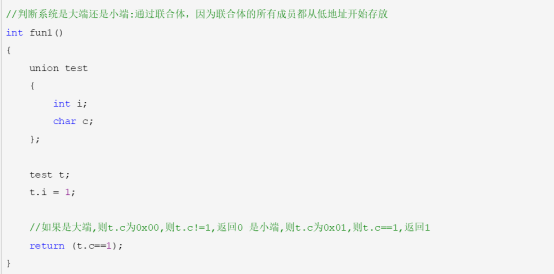 //判断系统是大端还是小端:通过联合体，因为联合体的所有成员都从低地址开始存放
int fun1()
{
    union test
    {
        int i;
        char c;
    };

    test t;
    t.i = 1;

    //如果是大端,则t.c为0x00,则t.c!=1,返回0 是小端,则t.c为0x01,则t.c==1,返回1
    return (t.c==1);
}